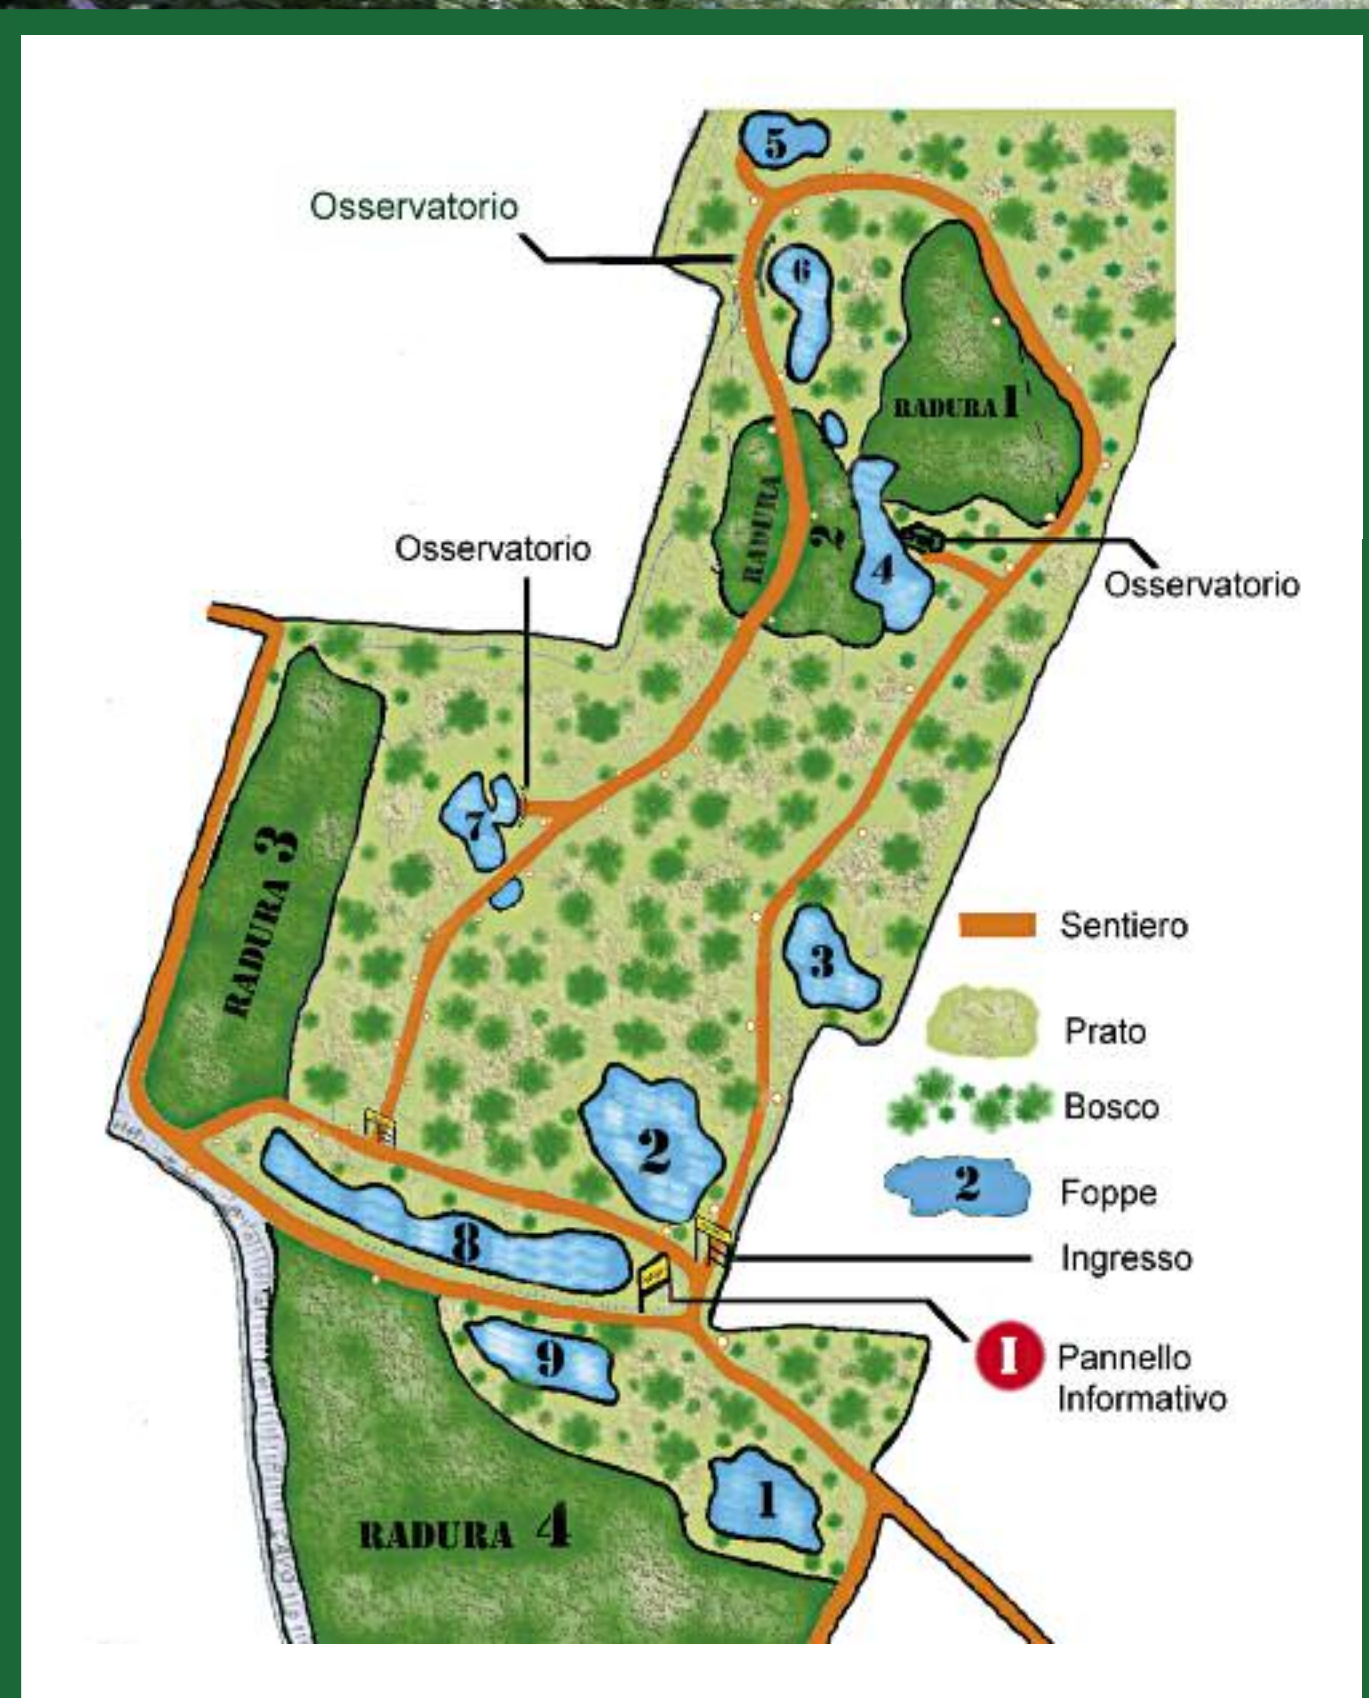 5
Osservatorio
6
RADURA 1
RADURA 2
4
Osservatorio
Osservatorio
7
RADURA 3
3
Sentiero
Prato
2
Bosco
2
Foppe
8
Ingresso
9
I
Pannello
Informativo
1
RADURA 4